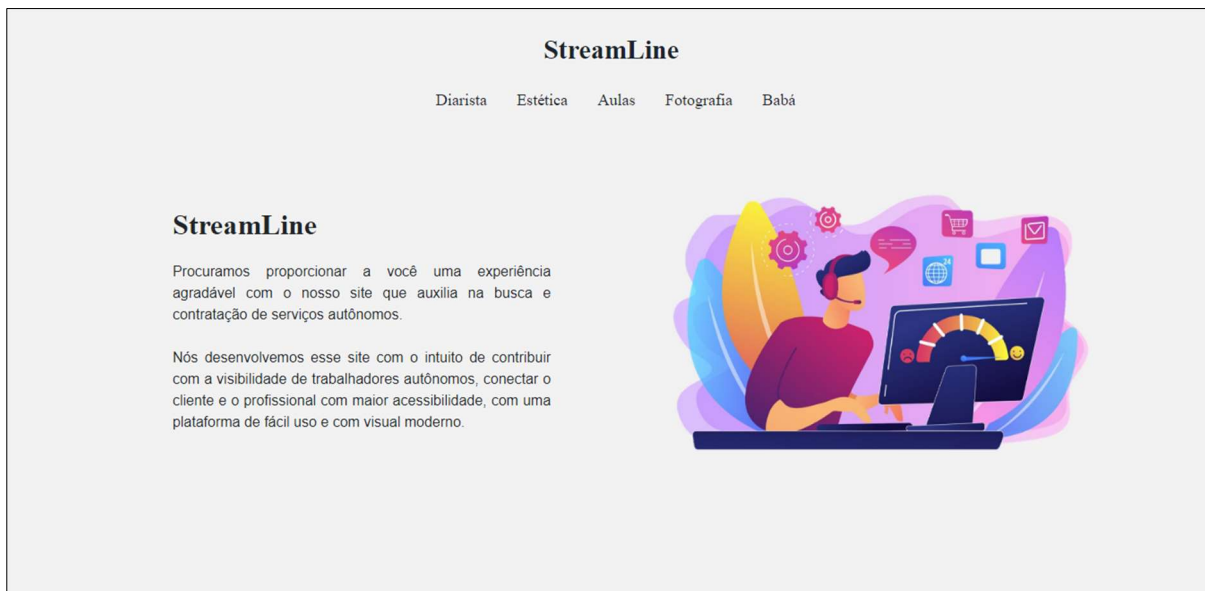 StreamLine
Diarista Estética Aulas Fotografia Babá
StreamLine
Procuramos proporcionar a você uma experiência
agradável com o nosso site que auxilia na busca e
contratação de serviços autônomos.
Nós desenvolvemos esse site com o intuito de contribuir
com a visibilidade de trabalhadores autônomos, conectar o
cliente e o profissional com maior acessibilidade, com uma
plataforma de fácil uso e com visual moderno.
24